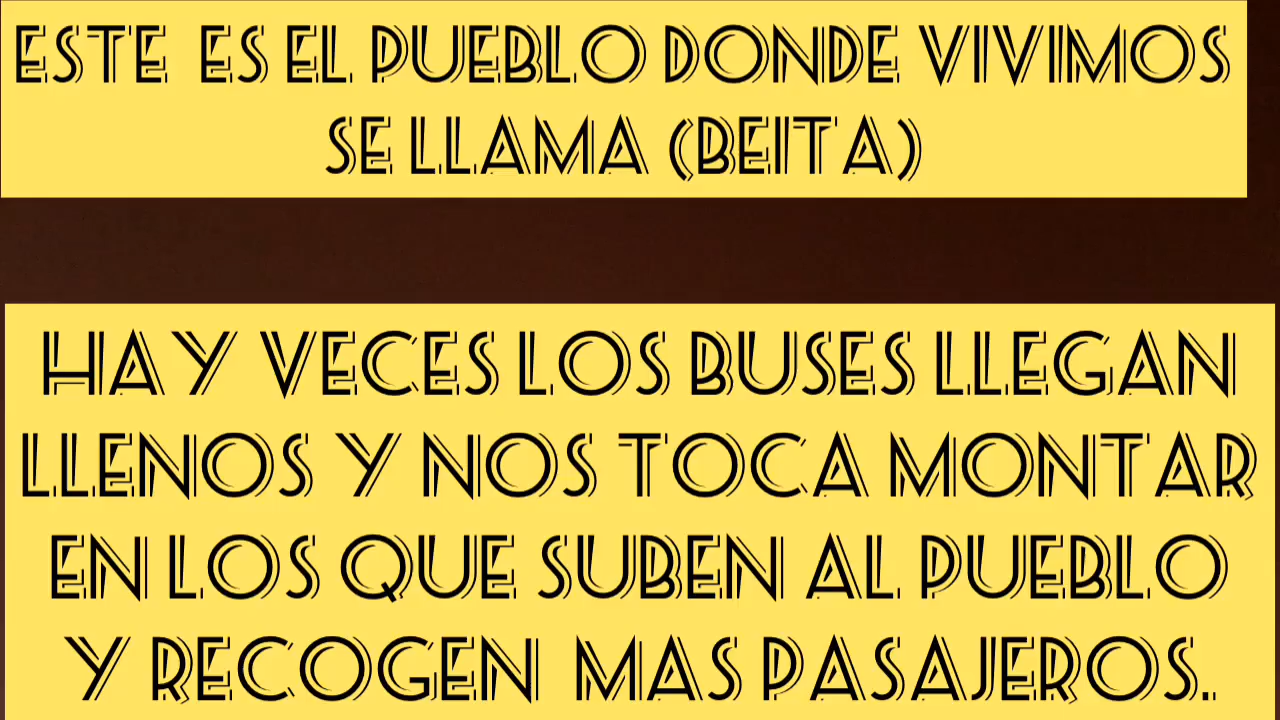 ESTE ES EL PUEBLO DONDE VIVIMOS
SE LLAMA (BEITA)
HAY VECES LOS BUSES LLEGAN
LLENOS Y NOS TOCA MONTAR
EN LOS QUE SUBEN AL PUEBLO
Y RECOGEN MAS PASAJEROS..